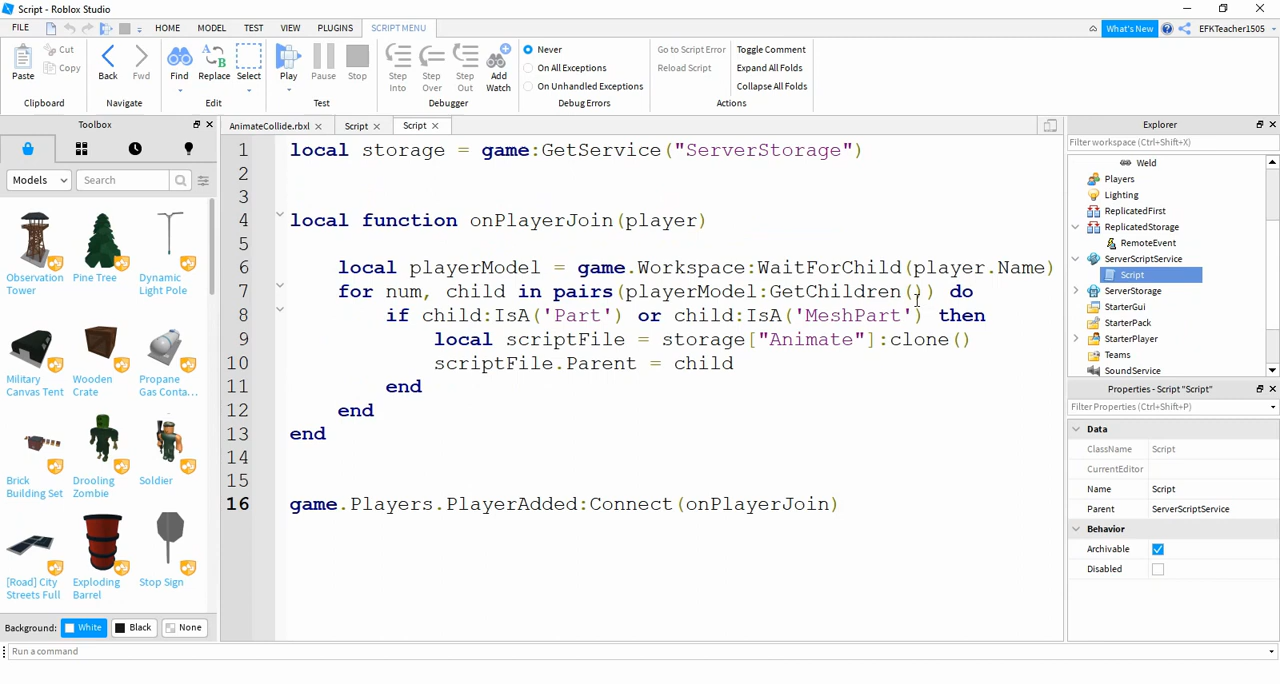 Script - Roblox Studio
FILE HOME MODEL TEST VIEW PLUGINS SCRIPT MENU What's New EFKTeacher1505
Paste Cut Copy Clipboard
Back Fwd Navigate
Find Replace Select Edit
Play Pause Stop Test
Step Into Step Over Step Out Add Watch Debugger
Never
On All Exceptions
On Unhandled Exceptions
Debug Errors
Go to Script Error Toggle Comment
Reload Script Expand All Folds
Collapse All Folds
Actions
Toolbox
Models Search
Observation Tower
Pine Tree
Dynamic Light Pole
Military Canvas Tent
Wooden Crate
Propane Gas Conta...
Brick Building Set
Drooling Zombie
Soldier
[Road] City Streets Full
Exploding Barrel
Stop Sign
Background: White Black None
AnimateCollide.rbxl Script Script
1 local storage = game:GetService("ServerStorage")
2
3
4 local function onPlayerJoin(player)
5
6 local playerModel = game.Workspace:WaitForChild(player.Name)
7 for num, child in pairs(playerModel:GetChildren()) do
8 if child:IsA('Part') or child:IsA('MeshPart') then
9 local scriptFile = storage["Animate"]:clone()
10 scriptFile.Parent = child
11 end
12 end
13 end
14
15
16 game.Players.PlayerAdded:Connect(onPlayerJoin)
Explorer
Filter workspace (Ctrl+Shift+X)
Weld
Players
Lighting
ReplicatedFirst
ReplicatedStorage
RemoteEvent
ServerScriptService
Script
ServerStorage
StarterGui
StarterPack
StarterPlayer
Teams
SoundService
Properties - Script "Script"
Filter Properties (Ctrl+Shift+P)
Data
ClassName Script
CurrentEditor
Name Script
Parent ServerScriptService
Behavior
Archivable
Disabled
Run a command